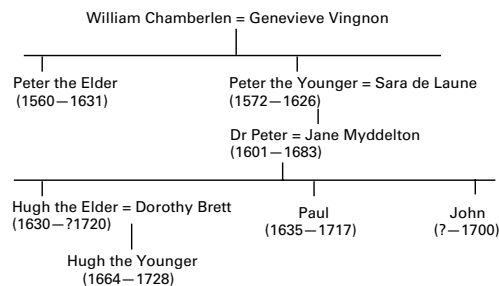 William Chamberlen = Genevieve Vingnon
Peter the Elder
(1560—1631)
Peter the Younger = Sara de Laune
(1572—1626)
Dr Peter = Jane Myddelton
(1601—1683)
Hugh the Elder = Dorothy Brett
(1630—?1720)
Paul
(1635—1717)
John
(?—1700)
Hugh the Younger
(1664—1728)